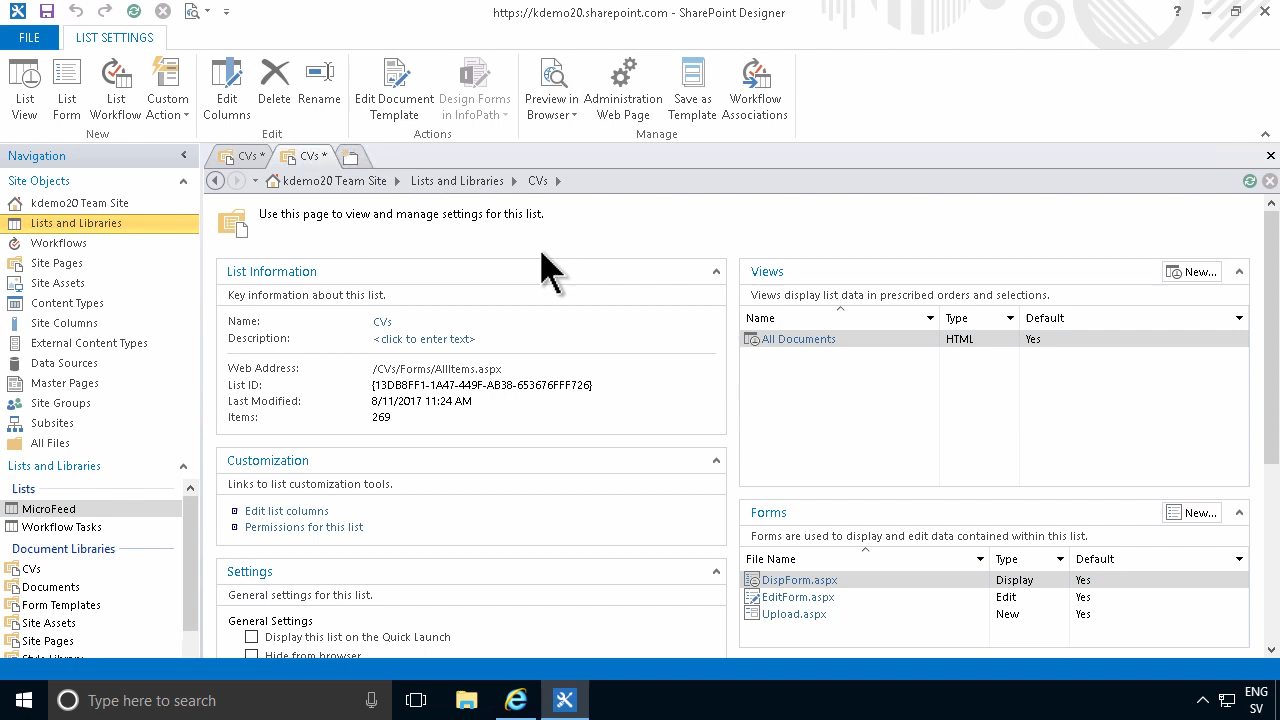 https://kdemo20.sharepoint.com - SharePoint Designer
?
FILE
LIST SETTINGS
List View
List Form
List Workflow
Custom Action
New
Edit Columns
Delete
Rename
Edit
Edit Document Template
Design Forms in InfoPath
Actions
Preview in Browser
Administration Web Page
Save as Template
Workflow Associations
Manage
Navigation
CVs *
CVs *
kdemo20 Team Site
Lists and Libraries
CVs
Site Objects
kdemo20 Team Site
Lists and Libraries
Workflows
Site Pages
Site Assets
Content Types
Site Columns
External Content Types
Data Sources
Master Pages
Site Groups
Subsites
All Files
Lists and Libraries
Lists
MicroFeed
Workflow Tasks
Document Libraries
CVs
Documents
Form Templates
Site Assets
Site Pages
Use this page to view and manage settings for this list.
List Information
Key information about this list.
Name: CVs
Description: <click to enter text>
Web Address: /CVs/Forms/AllItems.aspx
List ID: {13DB8FF1-1A47-449F-AB38-653676FFF726}
Last Modified: 8/11/2017 11:24 AM
Items: 269
Customization
Links to list customization tools.
Edit list columns
Permissions for this list
Settings
General settings for this list.
General Settings
Display this list on the Quick Launch
Hide from browser
Views
New...
Views display list data in prescribed orders and selections.
Name Type Default
All Documents HTML Yes
Forms
New...
Forms are used to display and edit data contained within this list.
File Name Type Default
DispForm.aspx Display Yes
EditForm.aspx Edit Yes
Upload.aspx New Yes
Type here to search
ENG
SV